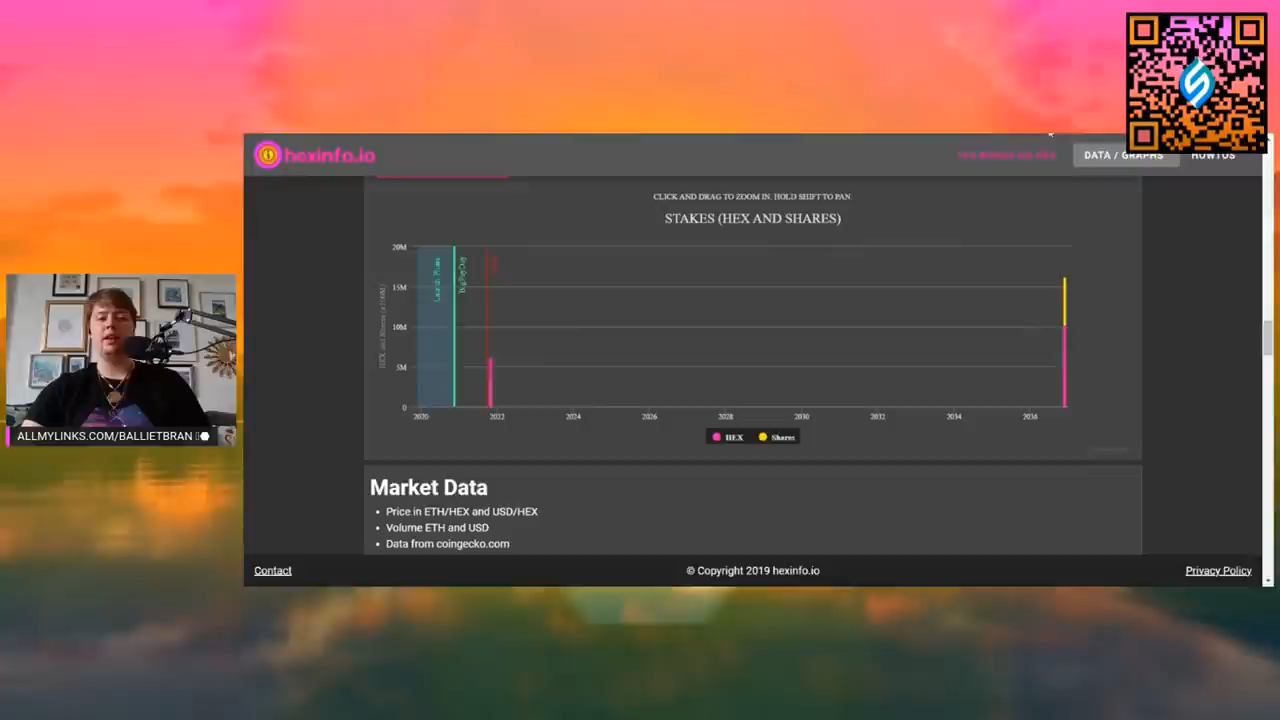 hexinfo.io
DATA / GRAPHS
HOWTOS
CLICK AND DRAG TO ZOOM IN. HOLD SHIFT TO PAN.
STAKES (HEX AND SHARES)
20M
15M
10M
5M
0
Launch Phase
BigPayDay
2020 2022 2024 2026 2028 2030 2032 2034 2036
HEX Shares
ALLMYLINKS.COM/BALLIETBRAN
Market Data
• Price in ETH/HEX and USD/HEX
• Volume ETH and USD
• Data from coingecko.com
Contact
© Copyright 2019 hexinfo.io
Privacy Policy